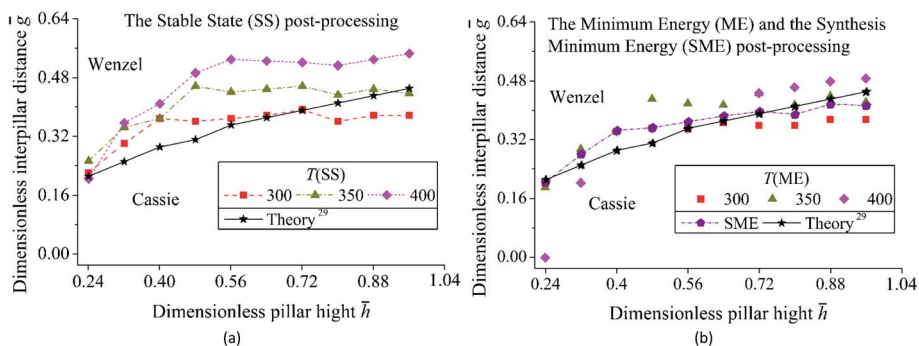 The Stable State (SS) post-processing
Dimensionless interpillar distance g̅
0.64
0.48
0.32
0.16
0.00
Wenzel
Cassie
T(SS)
300 350 400
Theory²⁹
0.24 0.40 0.56 0.72 0.88 1.04
Dimensionless pillar hight h̅
(a)
The Minimum Energy (ME) and the Synthesis
Minimum Energy (SME) post-processing
Dimensionless interpillar distance g̅
0.64
0.48
0.32
0.16
0.00
Wenzel
Cassie
T(ME)
300 350 400
SME Theory²⁹
0.24 0.4 0.56 0.72 0.88 1.04
Dimensionless pillar hight h̅
(b)